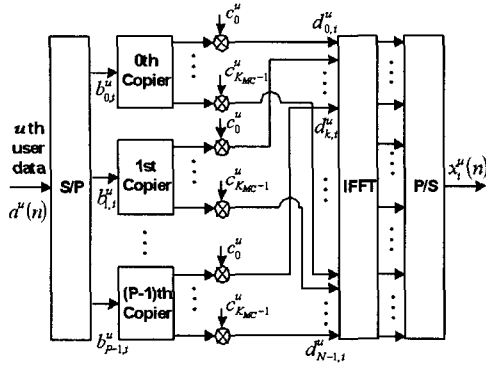 c_0^u
d_{0,t}^u
0th
Copier
b_{0,t}^u
c_{K_{MC}-1}^u
c_0^u
d_{k,t}^u
uth
user
data
d^u(n)
S/P
1st
Copier
b_{1,t}^u
c_{K_{MC}-1}^u
IFFT
P/S
x_t^u(n)
c_0^u
(P-1)th
Copier
b_{P-1,t}^u
c_{K_{MC}-1}^u
d_{N-1,t}^u